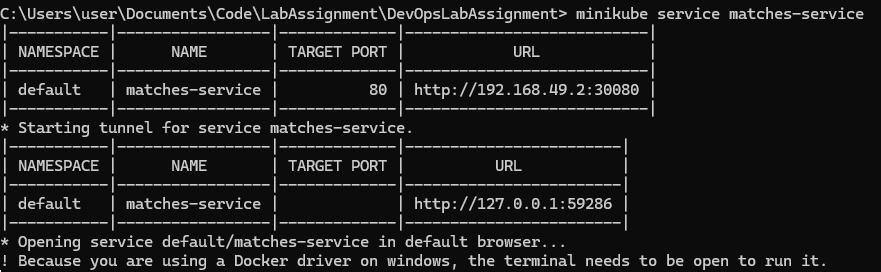 C:\Users\user\Documents\Code\LabAssignment\DevOpsLabAssignment> minikube service matches-service
|-----------|-----------------|-------------|---------------------------|
| NAMESPACE |      NAME       | TARGET PORT |            URL            |
|-----------|-----------------|-------------|---------------------------|
| default   | matches-service |          80 | http://192.168.49.2:30080 |
|-----------|-----------------|-------------|---------------------------|
* Starting tunnel for service matches-service.
|-----------|-----------------|-------------|------------------------|
| NAMESPACE |      NAME       | TARGET PORT |          URL           |
|-----------|-----------------|-------------|------------------------|
| default   | matches-service |             | http://127.0.0.1:59286 |
|-----------|-----------------|-------------|------------------------|
* Opening service default/matches-service in default browser...
! Because you are using a Docker driver on windows, the terminal needs to be open to run it.